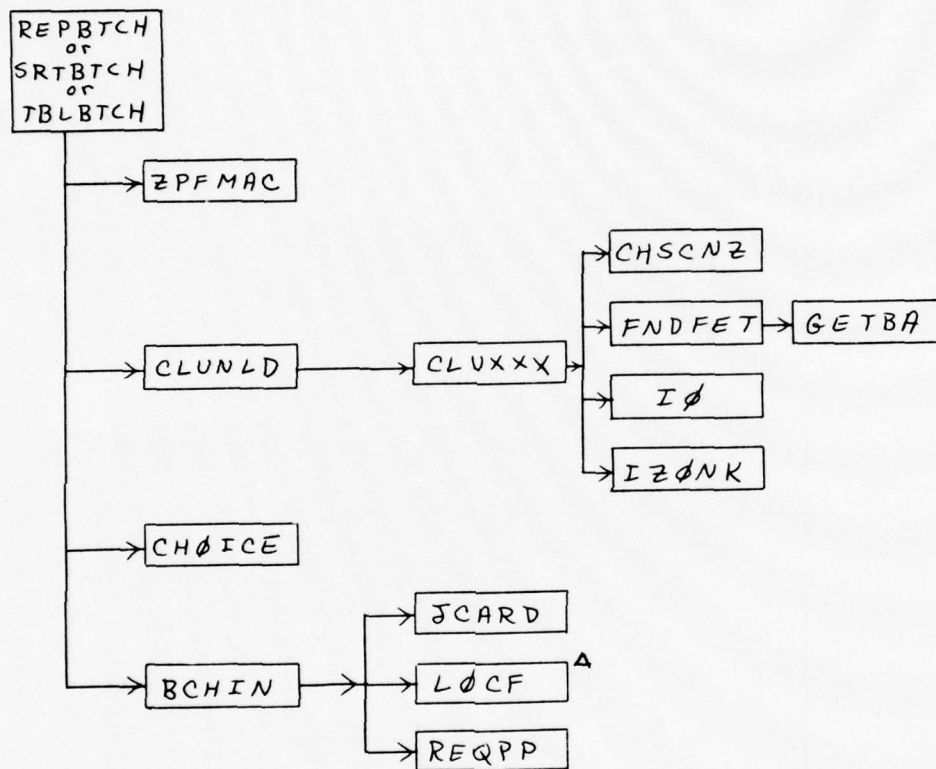 REPBTCH
or
SRTBTCH
or
TBLBTCH
ZPFMAC
CHSCNZ
FNDFET
GETBA
CLUNLD
CLUXXX
IØ
IZØNK
CHØICE
JCARD
LØCF
Δ
BCHIN
REQPP